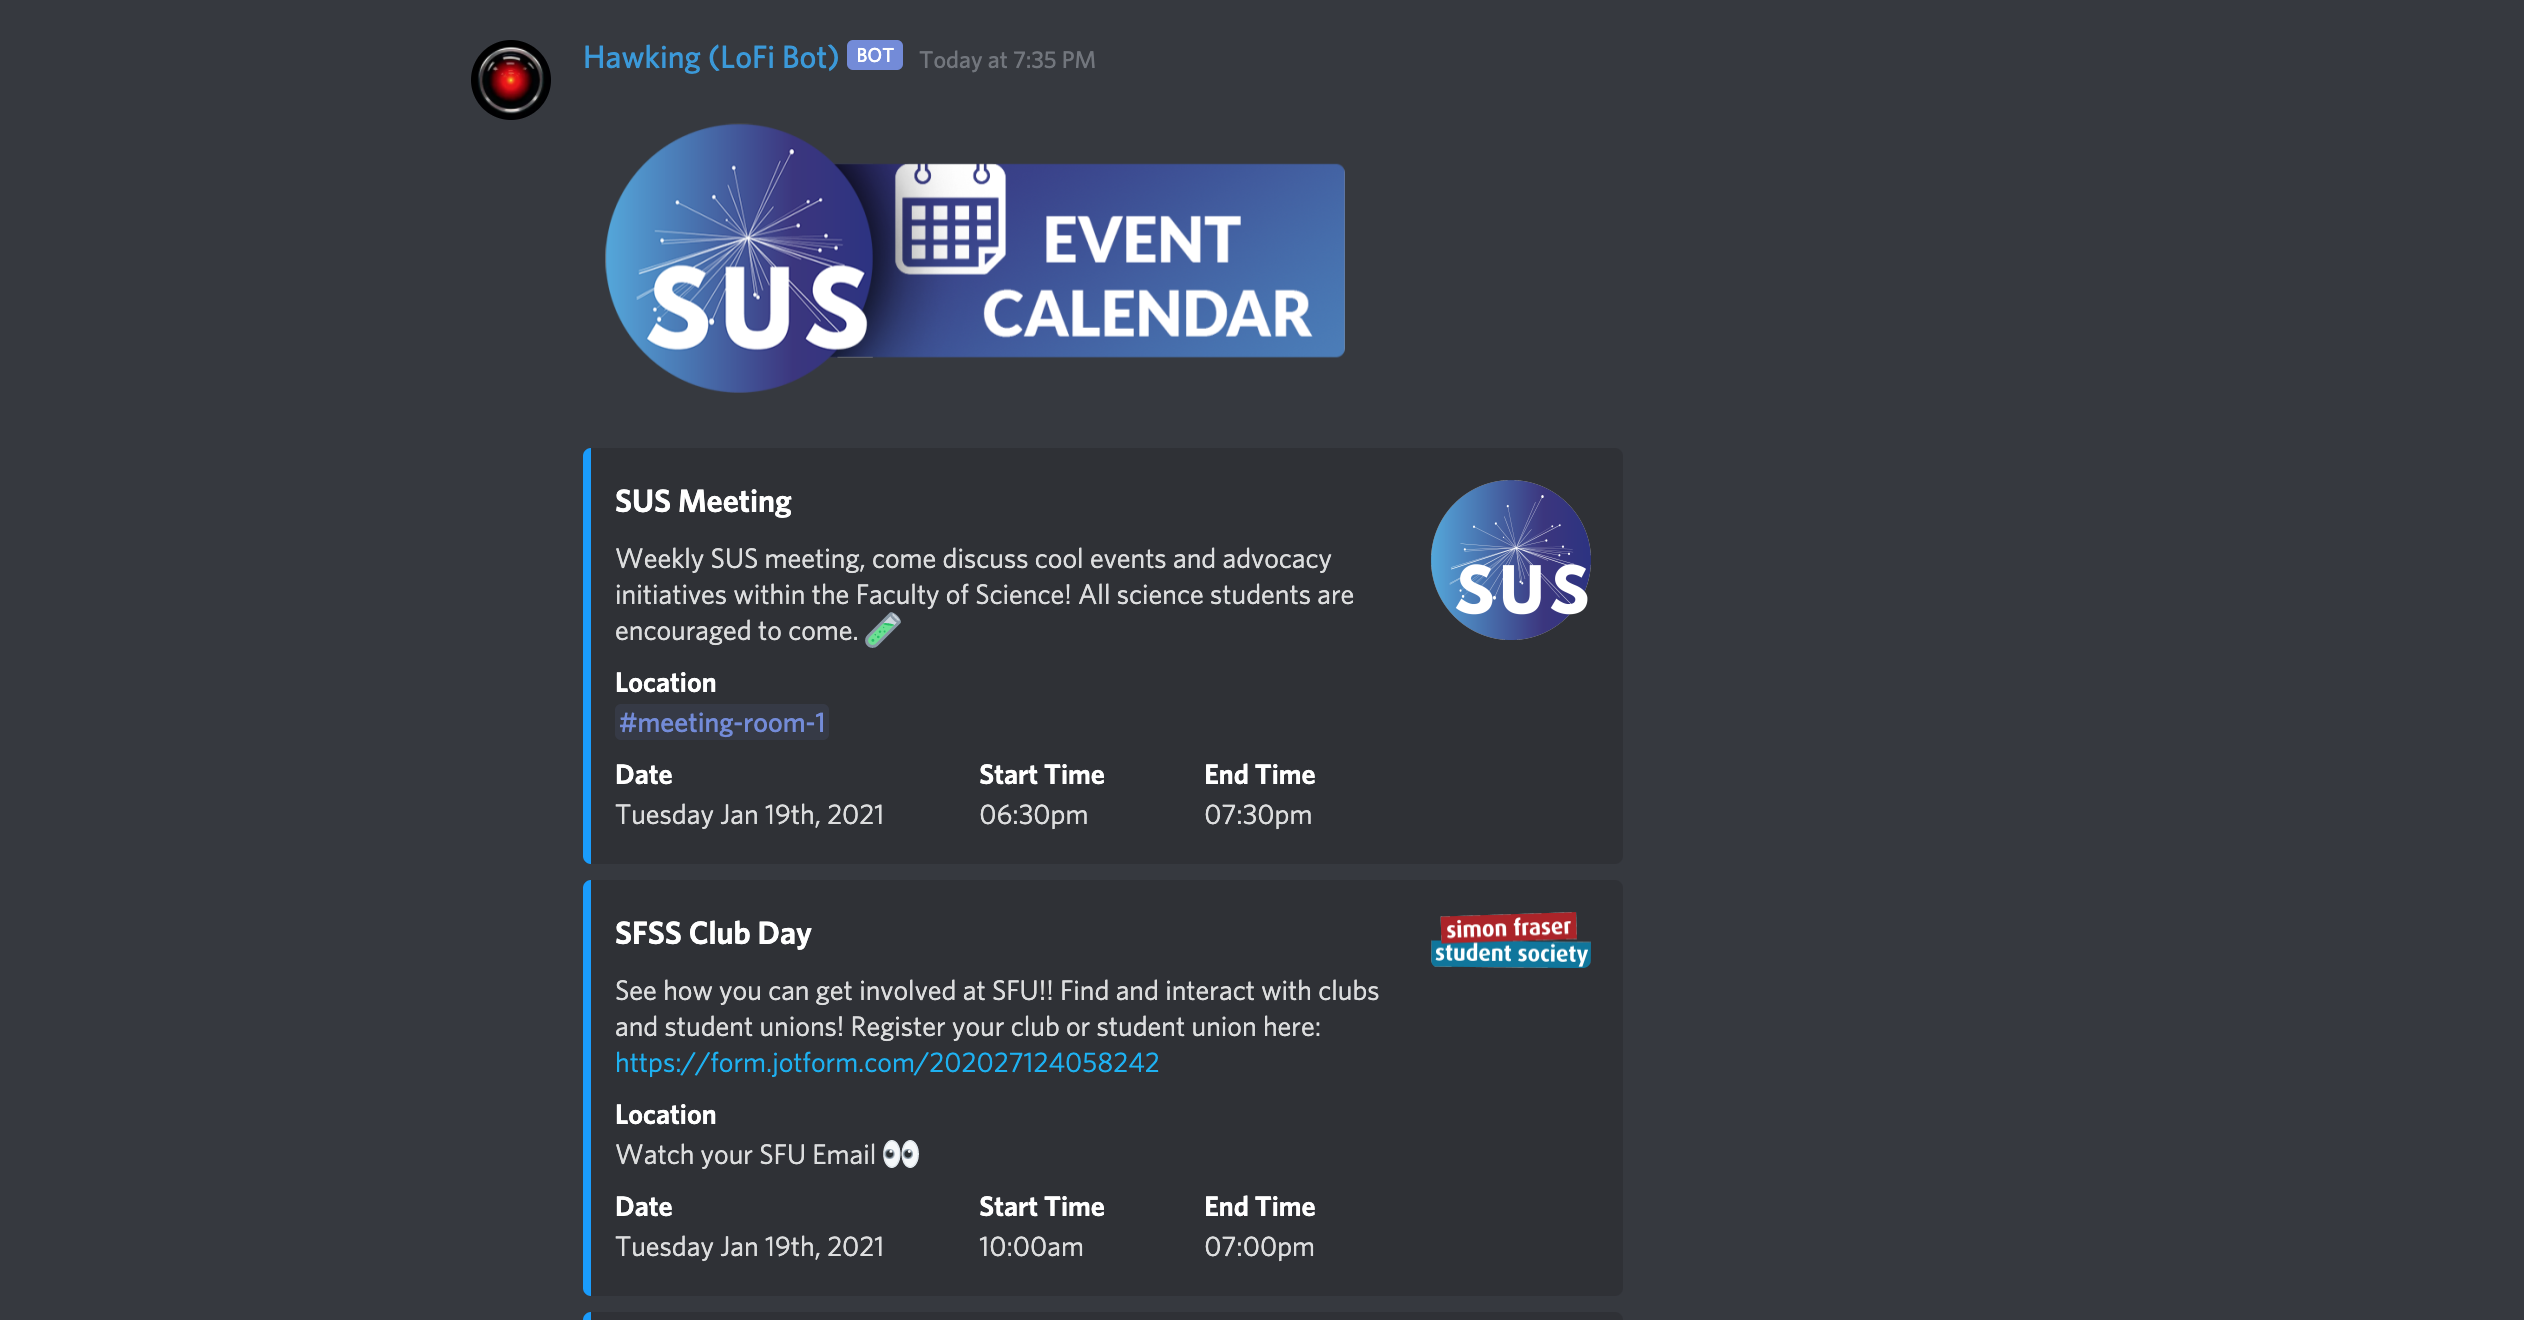 Hawking (LoFi Bot) BOT Today at 7:35 PM
SUS
EVENT
CALENDAR
SUS Meeting
Weekly SUS meeting, come discuss cool events and advocacy
initiatives within the Faculty of Science! All science students are
encouraged to come. 🧪
SUS
Location
#meeting-room-1
Date Start Time End Time
Tuesday Jan 19th, 2021 06:30pm 07:30pm
SFSS Club Day
simon fraser
student society
See how you can get involved at SFU!! Find and interact with clubs
and student unions! Register your club or student union here:
https://form.jotform.com/202027124058242
Location
Watch your SFU Email 👀
Date Start Time End Time
Tuesday Jan 19th, 2021 10:00am 07:00pm